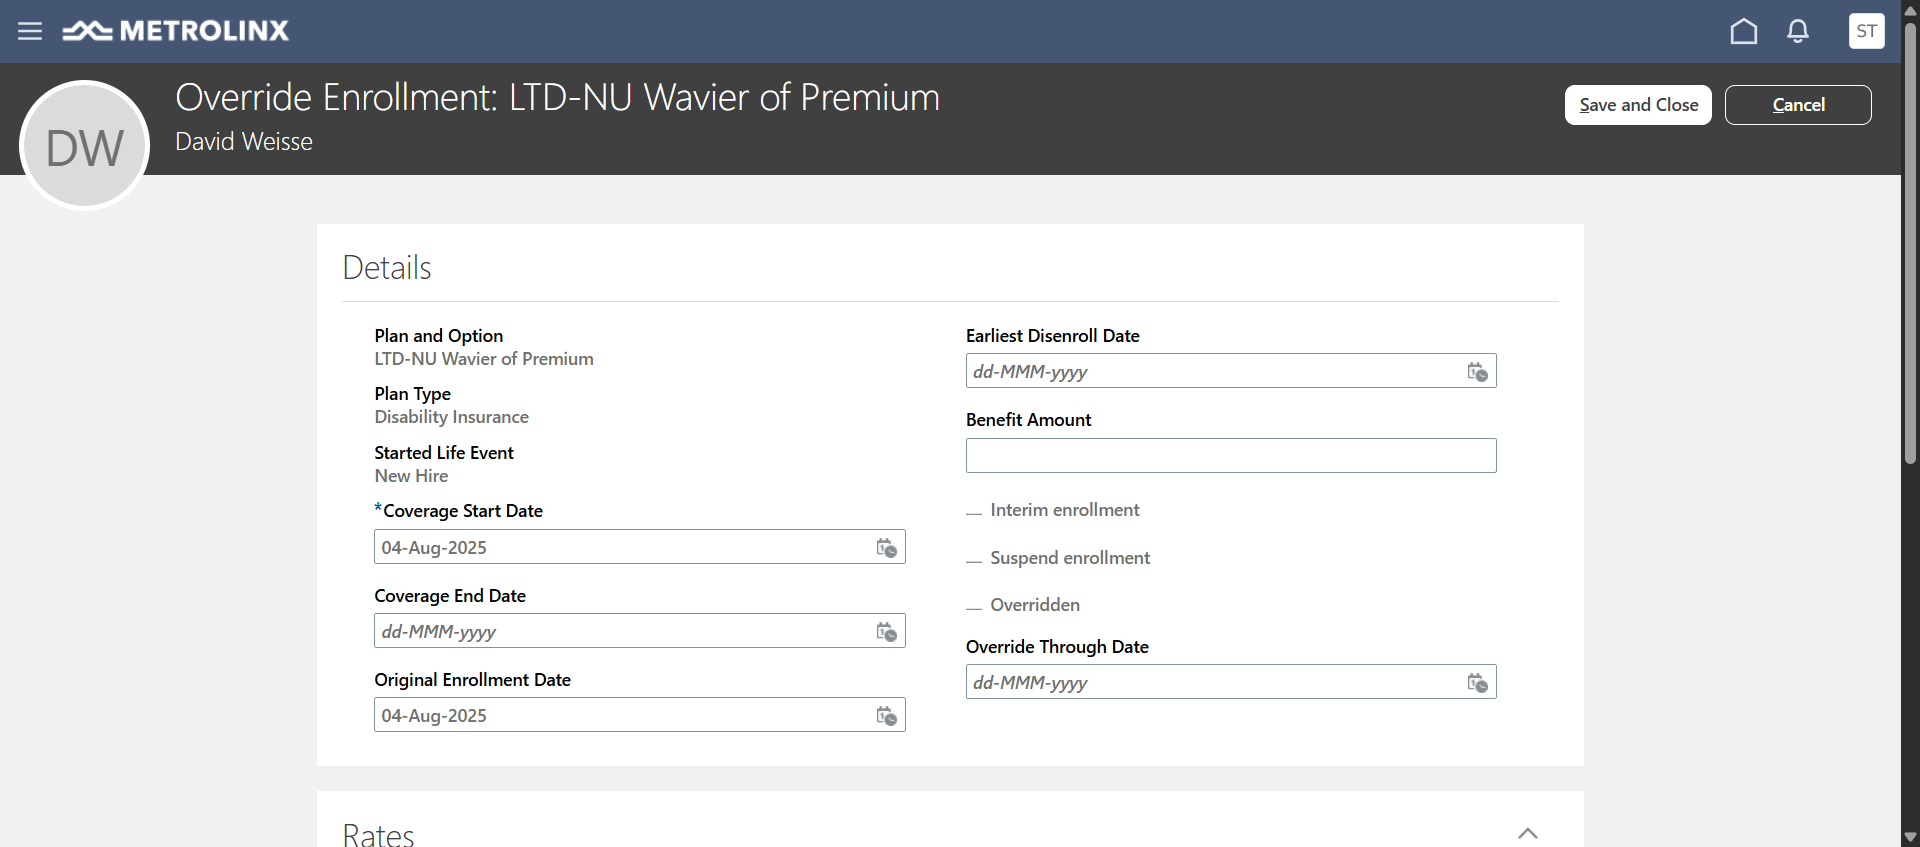 METROLINX
ST
DW
Override Enrollment: LTD-NU Wavier of Premium
David Weisse
Save and Close
Cancel
Details
Plan and Option
LTD-NU Wavier of Premium
Plan Type
Disability Insurance
Started Life Event
New Hire
*Coverage Start Date
04-Aug-2025
Coverage End Date
dd-MMM-yyyy
Original Enrollment Date
04-Aug-2025
Earliest Disenroll Date
dd-MMM-yyyy
Benefit Amount
Interim enrollment
Suspend enrollment
Overridden
Override Through Date
dd-MMM-yyyy
Rates